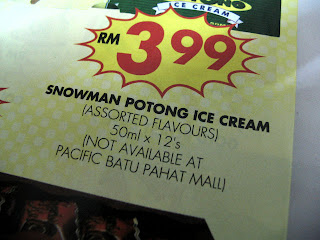 ICE CREAM
RM 3.99
SNOWMAN POTONG ICE CREAM
(ASSORTED FLAVOURS)
50ml x 12's
(NOT AVAILABLE AT
PACIFIC BATU PAHAT MALL)